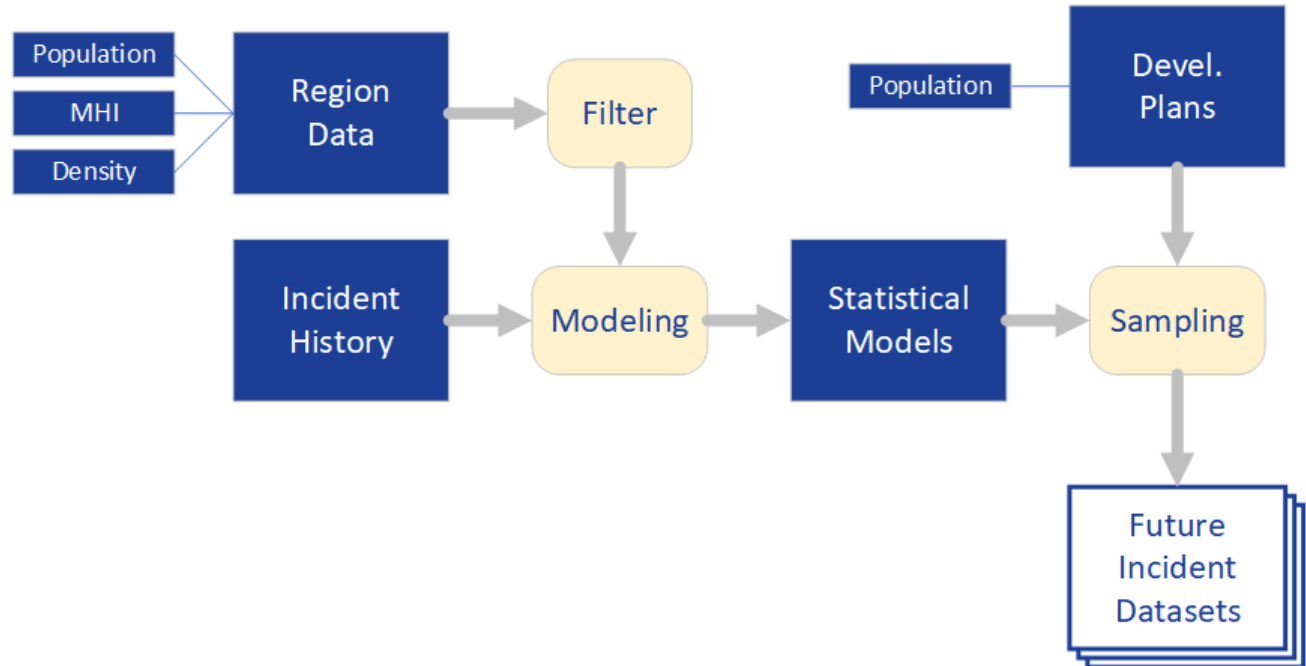 Population
MHI
Density
Region
Data
Filter
Population
Devel.
Plans
Incident
History
Modeling
Statistical
Models
Sampling
Future
Incident
Datasets